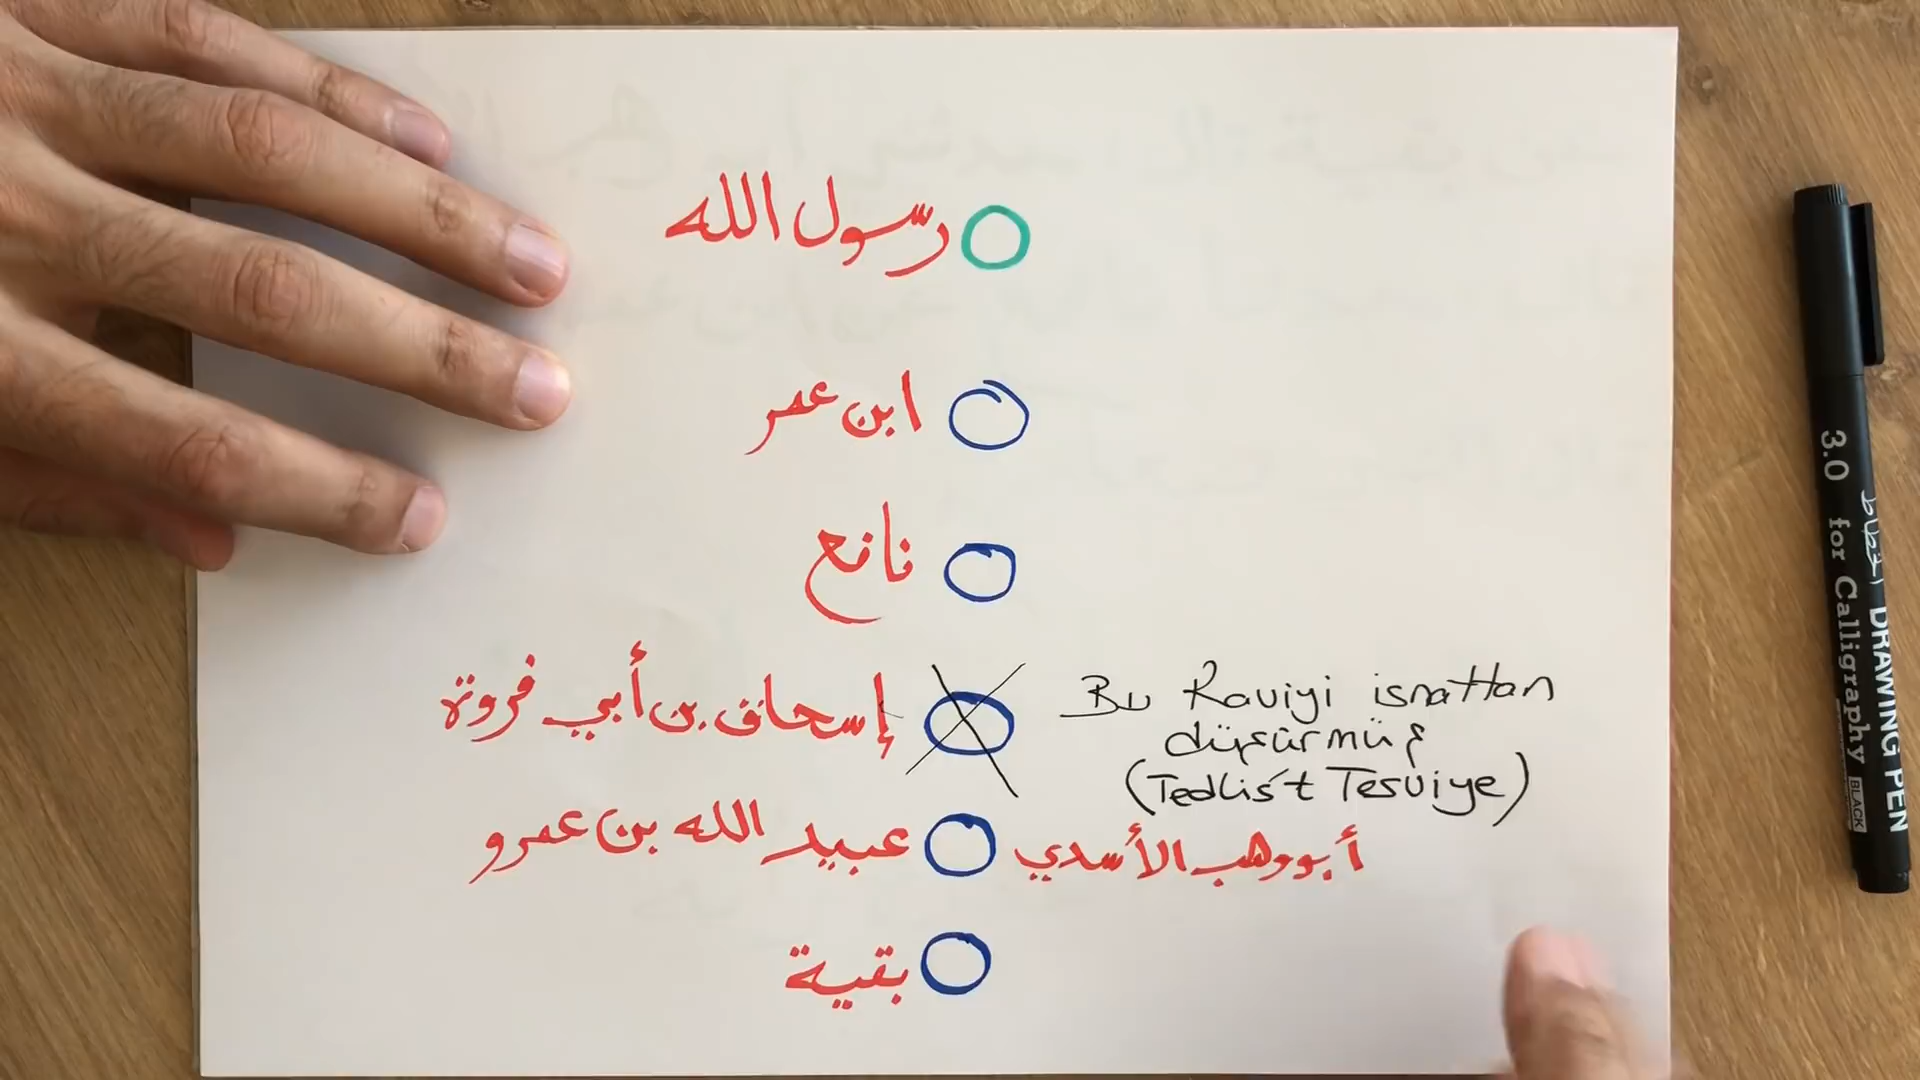 رسول الله
ابن عمر
نافع
إسحاق بن أبي فروة
Bu Raviyi isnattan
düşürmüş
(Tedlis't Tesviye)
أبو وهب الأسدي
عبيد الله بن عمرو
بقية
3.0 for Calligraphy BLACK
DRAWING PEN